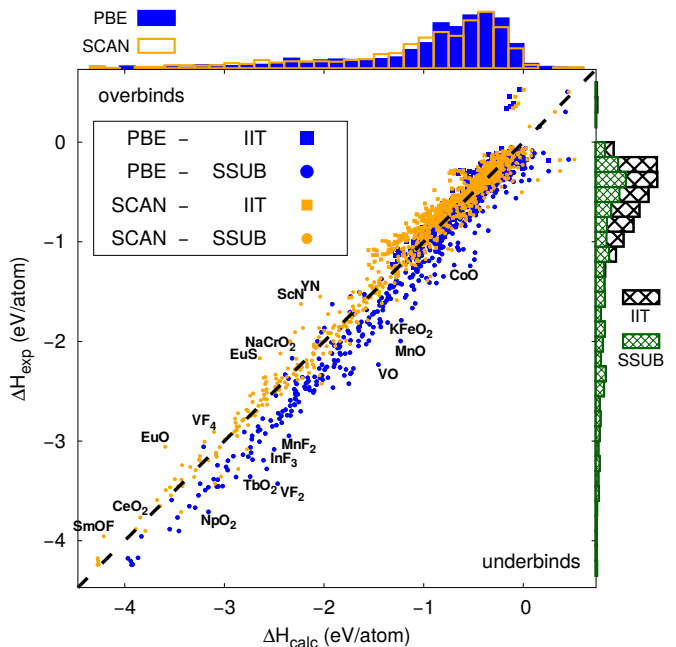 PBE
SCAN
overbinds
PBE – IIT
PBE – SSUB
SCAN – IIT
SCAN – SSUB
0
−1
−2
−3
−4
ΔH_exp (eV/atom)
CoO
YN
ScN
KFeO₂
NaCrO₂
MnO
EuS
VO
VF₄
EuO
MnF₂
InF₃
TbO₂
VF₂
CeO₂
NpO₂
SmOF
IIT
SSUB
underbinds
−4 −3 −2 −1 0
ΔH_calc (eV/atom)